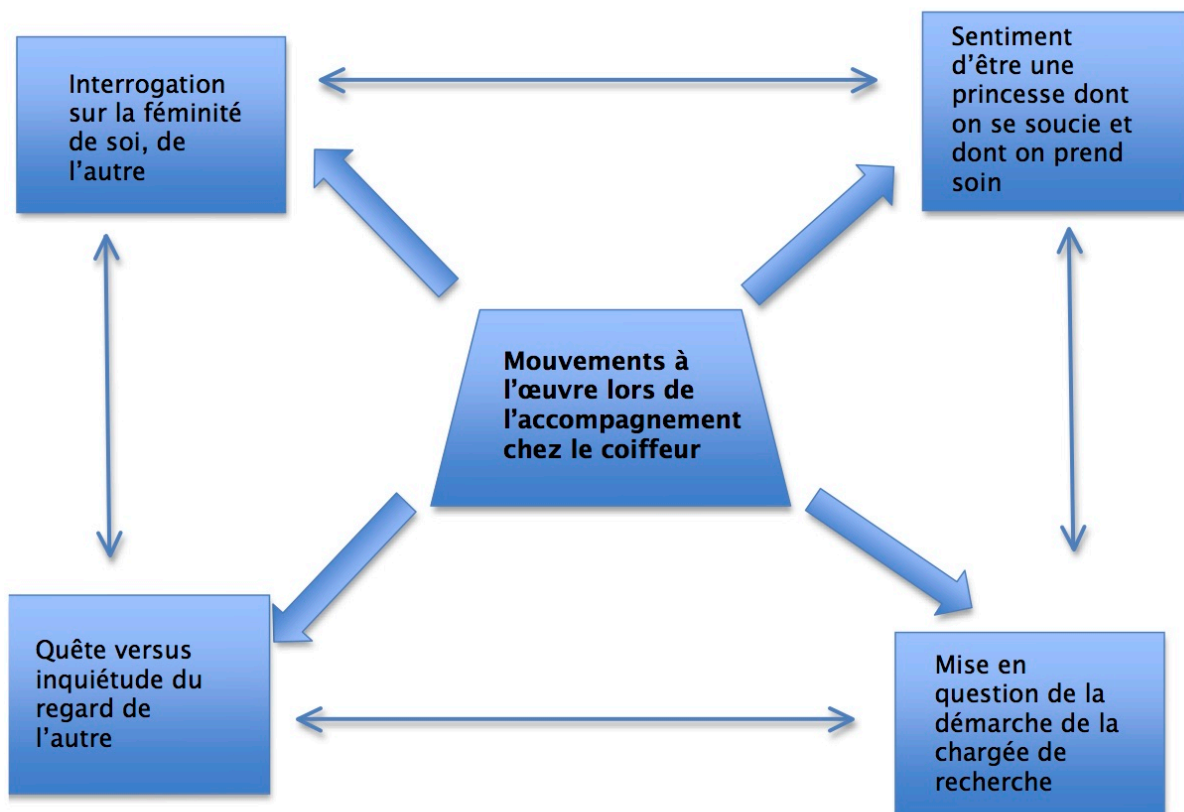 Interrogation
sur la féminité
de soi, de
l’autre
Sentiment
d’être une
princesse dont
on se soucie et
dont on prend
soin
Mouvements à
l’œuvre lors de
l’accompagnement
chez le coiffeur
Quête versus
inquiétude du
regard de
l’autre
Mise en
question de la
démarche de la
chargée de
recherche